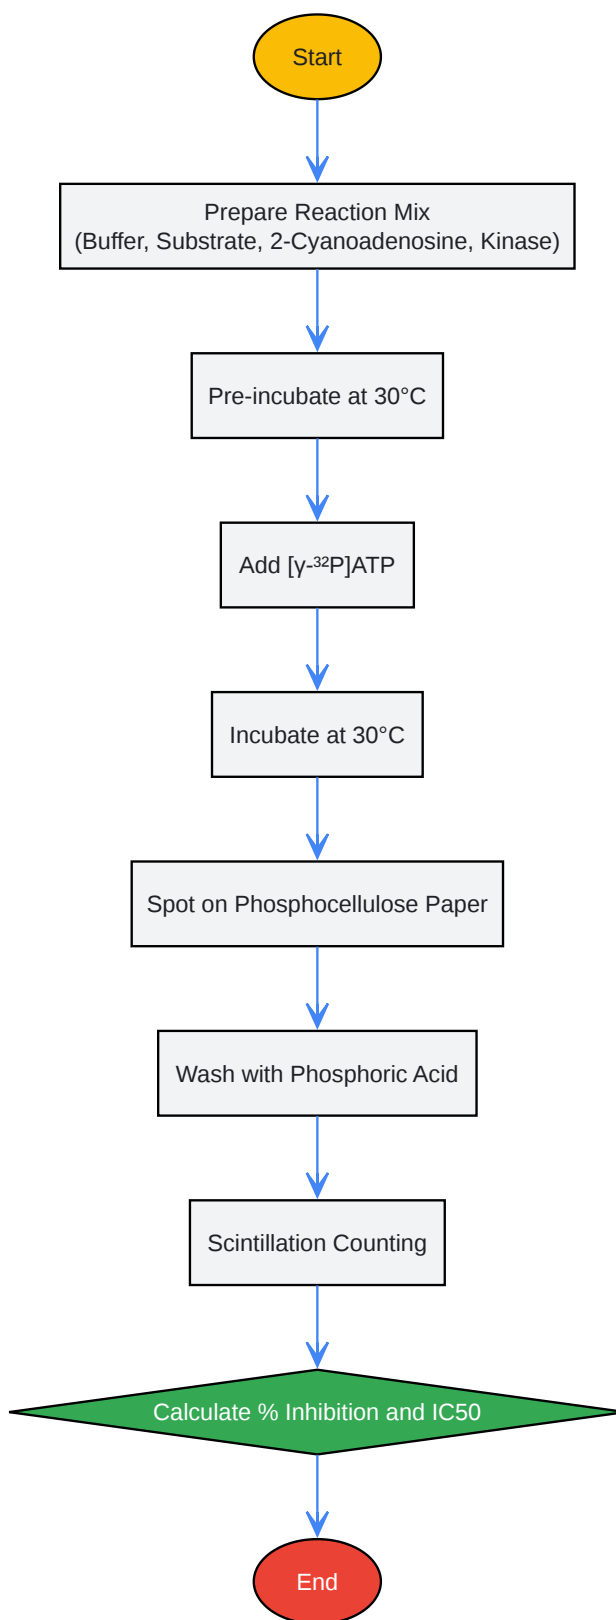 Start
Prepare Reaction Mix
(Buffer, Substrate, 2-Cyanoadenosine, Kinase)
Pre-incubate at 30°C
Add [γ-³²P]ATP
Incubate at 30°C
Spot on Phosphocellulose Paper
Wash with Phosphoric Acid
Scintillation Counting
Calculate % Inhibition and IC50
End